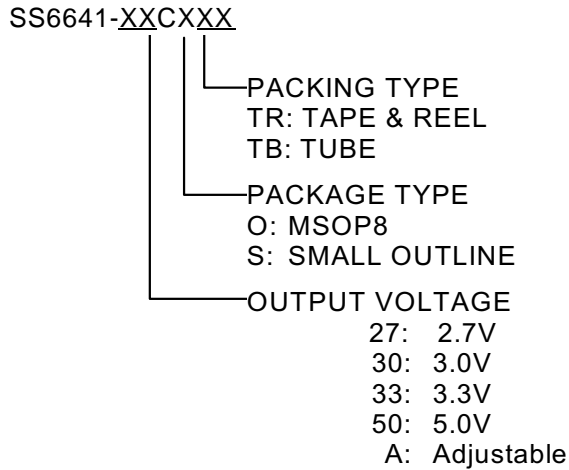 SS6641-XXCXXX
PACKING TYPE
TR: TAPE & REEL
TB: TUBE
PACKAGE TYPE
O: MSOP8
S: SMALL OUTLINE
OUTPUT VOLTAGE
27: 2.7V
30: 3.0V
33: 3.3V
50: 5.0V
A: Adjustable